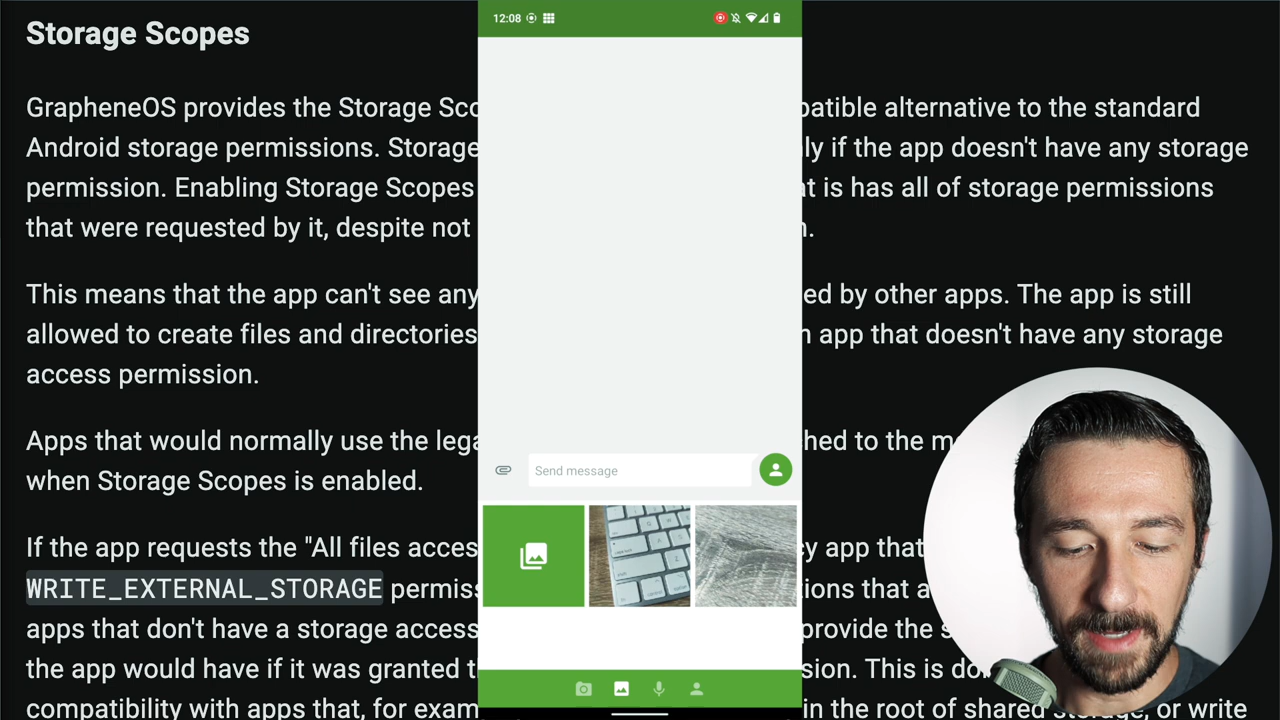 Storage Scopes
12:08
GrapheneOS provides the Storage Sco
patible alternative to the standard
Android storage permissions. Storage
ly if the app doesn't have any storage
permission. Enabling Storage Scopes
at is has all of storage permissions
that were requested by it, despite not
n.
This means that the app can't see any
ed by other apps. The app is still
allowed to create files and directories
n app that doesn't have any storage
access permission.
Apps that would normally use the lega
hed to the m
when Storage Scopes is enabled.
Send message
If the app requests the "All files acces
cy app that
WRITE_EXTERNAL_STORAGE permiss
tions that a
apps that don't have a storage access
provide the s
the app would have if it was granted t
sion. This is do
compatibility with apps that, for exam
in the root of shared storage, or write